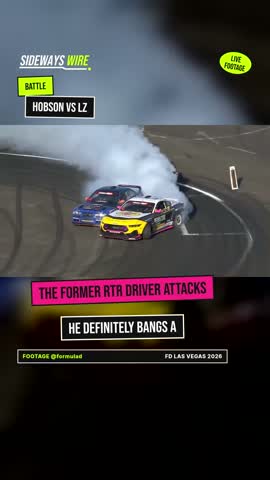 SIDEWAYS WIRE
LIVE
FOOTAGE
BATTLE
HOBSON VS LZ
THE FORMER RTR DRIVER ATTACKS
HE DEFINITELY BANGS A
FOOTAGE @formulad
FD LAS VEGAS 2026